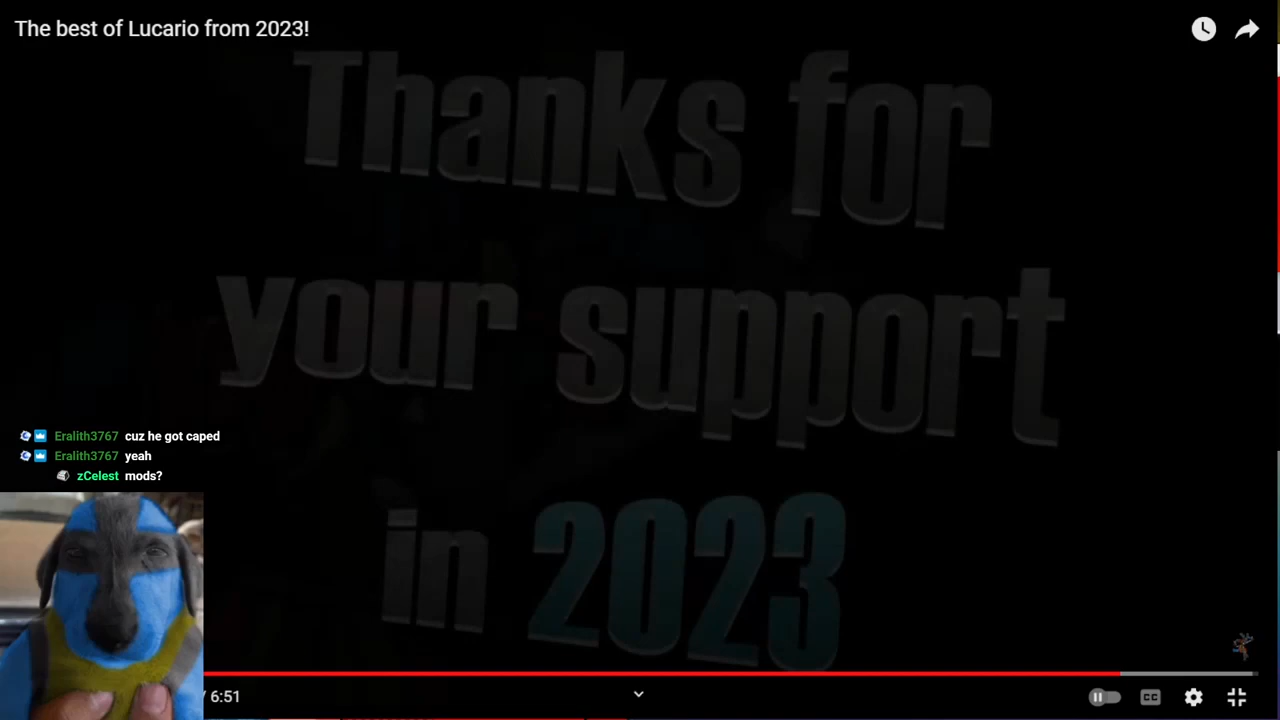 The best of Lucario from 2023!
Thanks for
your support
in 2023
Eralith3767 cuz he got caped
Eralith3767 yeah
zCelest mods?
/ 6:51
CC